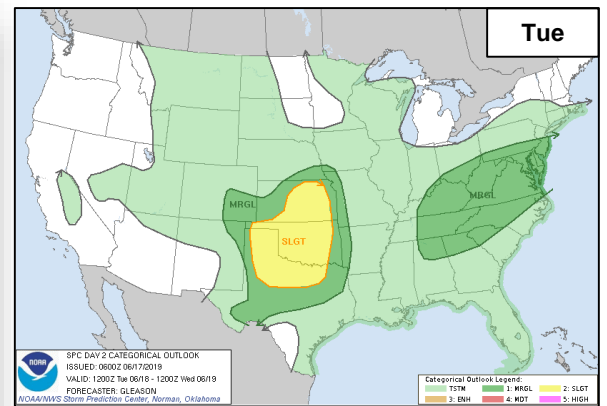 Tue
MRGL
MRGL
SLGT
NOAA
SPC DAY 2 CATEGORICAL OUTLOOK
ISSUED: 0600Z 06/17/2019
VALID: 1200Z Tue 06/18 - 1200Z Wed 06/19
FORECASTER: GLEASON
NOAA/NWS Storm Prediction Center, Norman, Oklahoma
Categorical Outlook Legend:
TSTM 1: MRGL 2: SLGT
3: ENH 4: MDT 5: HIGH